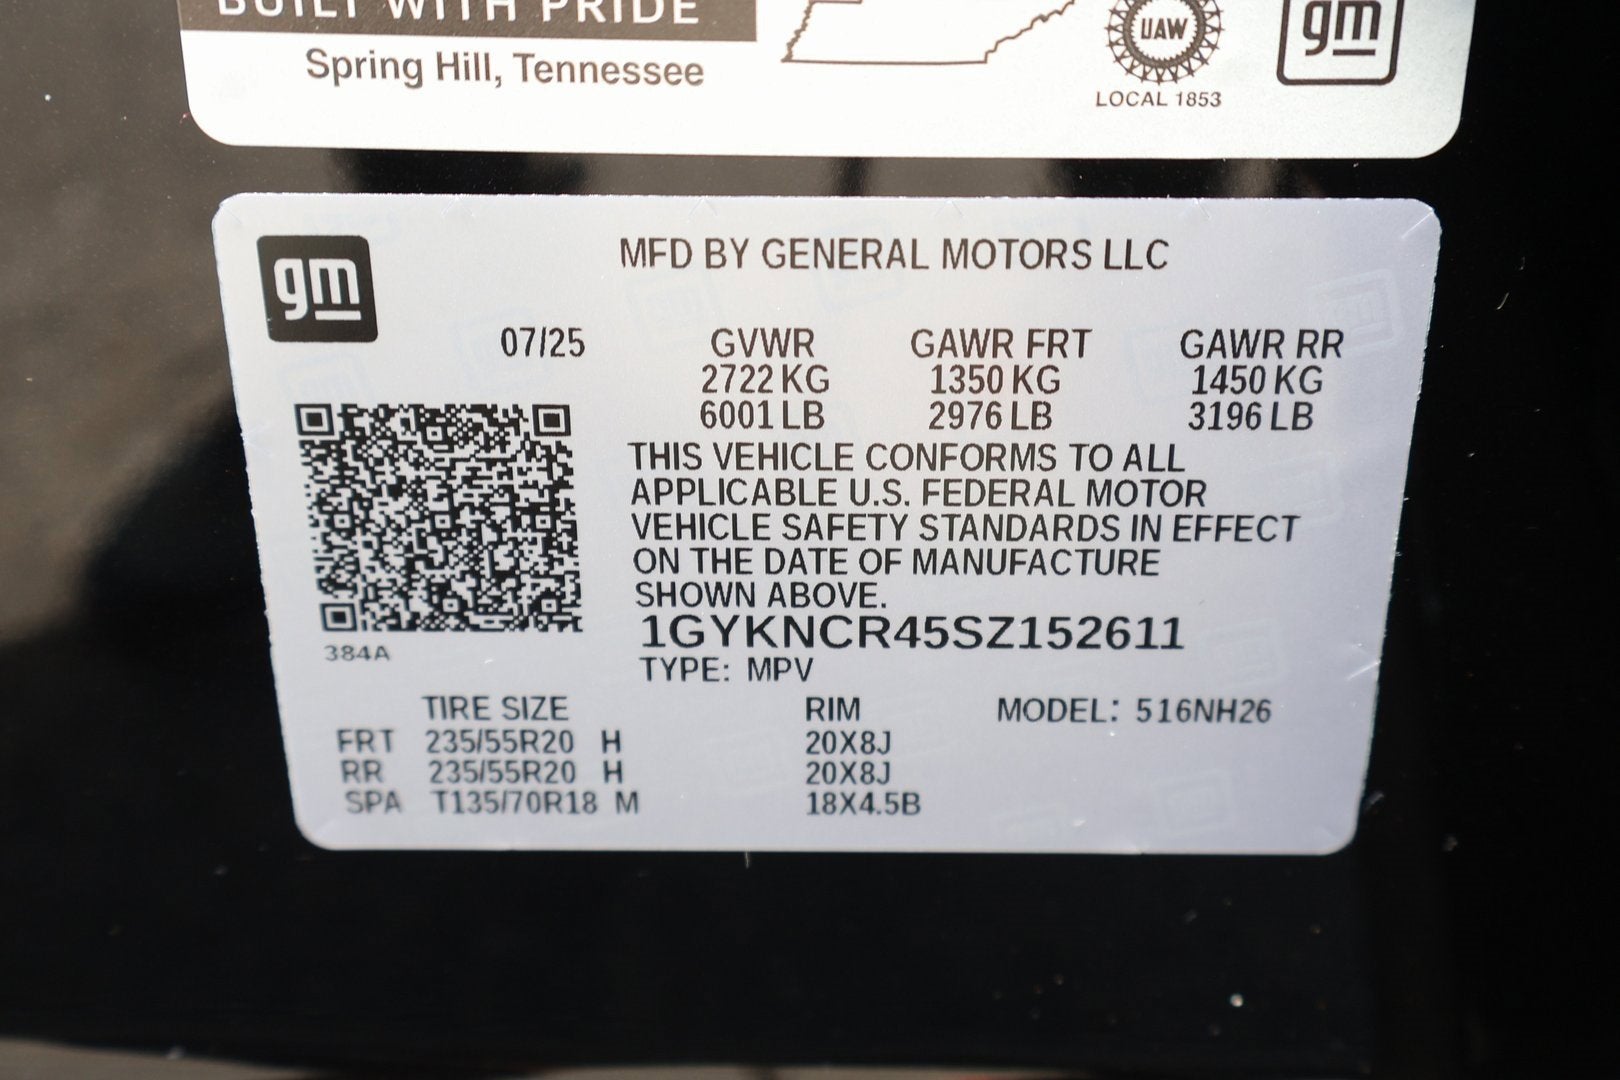 BUILT WITH PRIDE
Spring Hill, Tennessee
UAW
LOCAL 1853
gm
gm
MFD BY GENERAL MOTORS LLC
07/25 GVWR GAWR FRT GAWR RR
2722 KG 1350 KG 1450 KG
6001 LB 2976 LB 3196 LB
THIS VEHICLE CONFORMS TO ALL
APPLICABLE U.S. FEDERAL MOTOR
VEHICLE SAFETY STANDARDS IN EFFECT
ON THE DATE OF MANUFACTURE
SHOWN ABOVE.
1GYKNCR45SZ152611
384A
TYPE: MPV
TIRE SIZE RIM MODEL: 516NH26
FRT 235/55R20 H 20X8J
RR 235/55R20 H 20X8J
SPA T135/70R18 M 18X4.5B